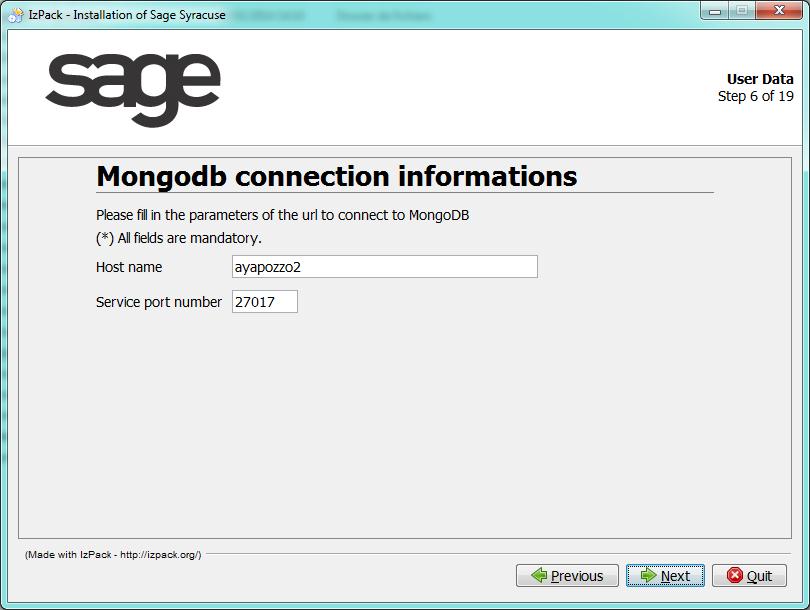 IzPack - Installation of Sage Syracuse
sage
User Data
Step 6 of 19
Mongodb connection informations
Please fill in the parameters of the url to connect to MongoDB
(*) All fields are mandatory.
Host name
ayapozzo2
Service port number
27017
(Made with IzPack - http://izpack.org/)
Previous
Next
Quit